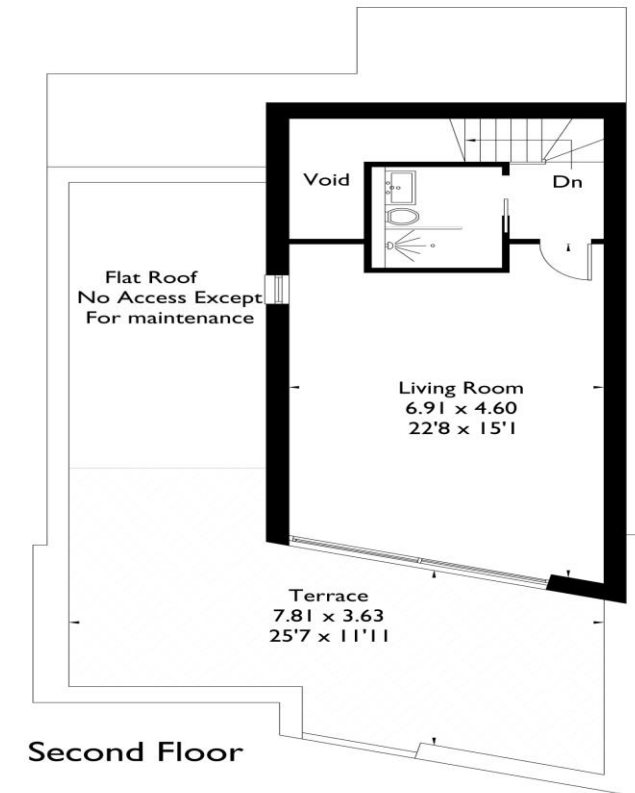 Void
Dn
Flat Roof
No Access Except
For maintenance
Living Room
6.91 x 4.60
22'8 x 15'1
Terrace
7.81 x 3.63
25'7 x 11'11
Second Floor